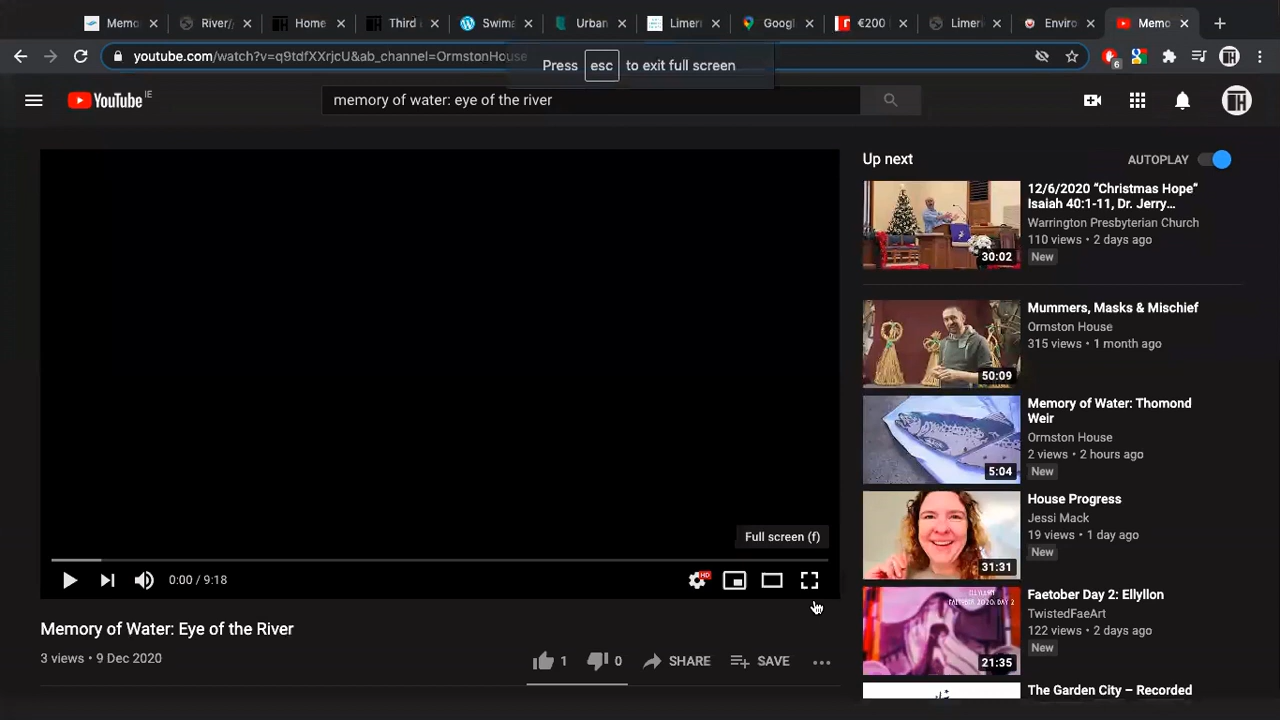 Memo
River/
Home
Third
Swima
Urban
Limeri
Googl
€200
Limeri
Enviro
Memo
youtube.com/watch?v=q9tdfXXrjcU&ab_channel=OrmstonHouse
6
Press esc to exit full screen
YouTube IE
memory of water: eye of the river
Up next
AUTOPLAY
12/6/2020 “Christmas Hope”
Isaiah 40:1-11, Dr. Jerry...
Warrington Presbyterian Church
110 views • 2 days ago
30:02
New
Mummers, Masks & Mischief
Ormston House
315 views • 1 month ago
50:09
Memory of Water: Thomond
Weir
Ormston House
2 views • 2 hours ago
5:04
New
House Progress
Jessi Mack
19 views • 1 day ago
New
31:31
Faetober Day 2: Ellyllon
TwistedFaeArt
122 views • 2 days ago
New
21:35
The Garden City – Recorded
Full screen (f)
0:00 / 9:18
HD
Memory of Water: Eye of the River
3 views • 9 Dec 2020
1
0
SHARE
SAVE